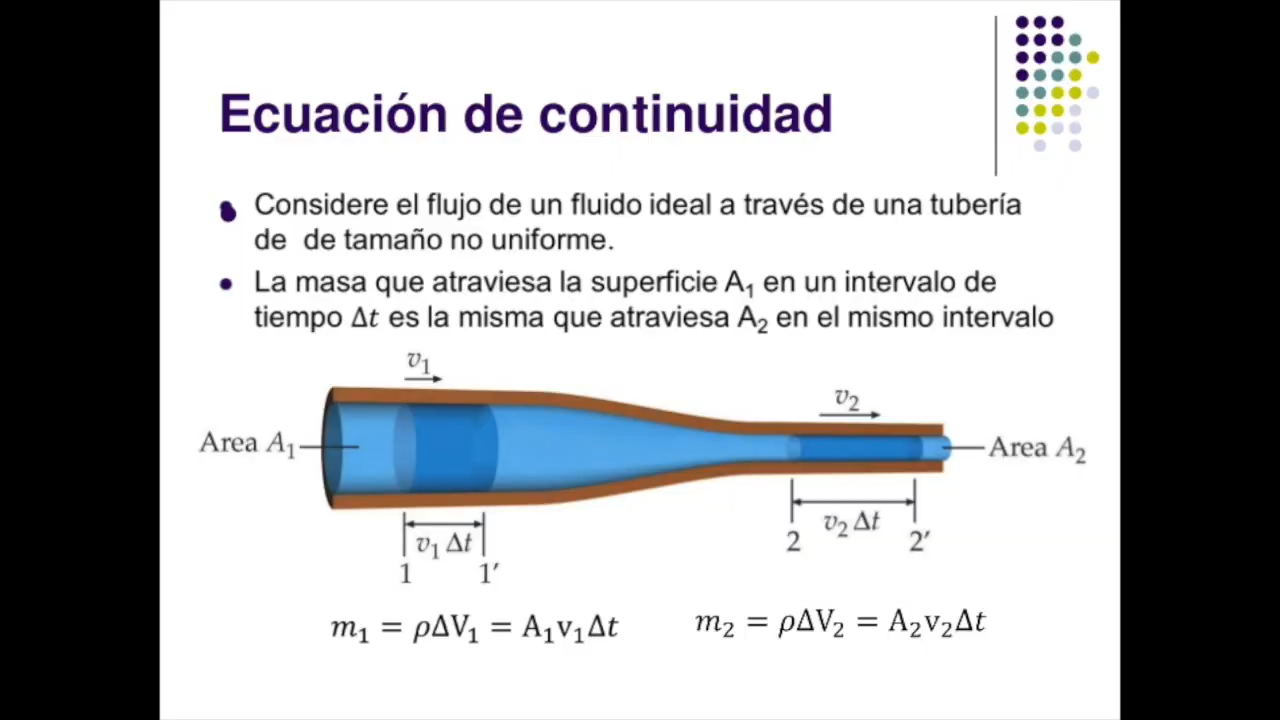 Ecuación de continuidad
Considere el flujo de un fluido ideal a través de una tubería
de de tamaño no uniforme.
La masa que atraviesa la superficie A₁ en un intervalo de
tiempo Δt es la misma que atraviesa A₂ en el mismo intervalo
v₁
v₂
Area A₁
Area A₂
v₁ Δt
v₂ Δt
1 1′
2 2′
m₁ = ρΔV₁ = A₁v₁Δt
m₂ = ρΔV₂ = A₂v₂Δt